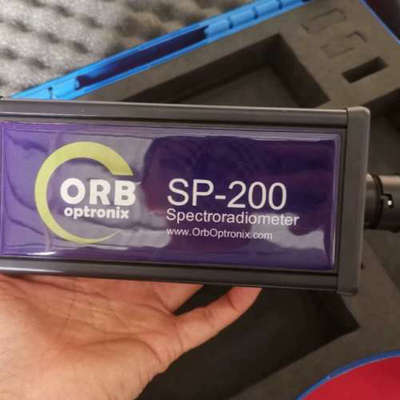 ORB
optronix
SP-200
Spectroradiometer
www.OrbOptronix.com